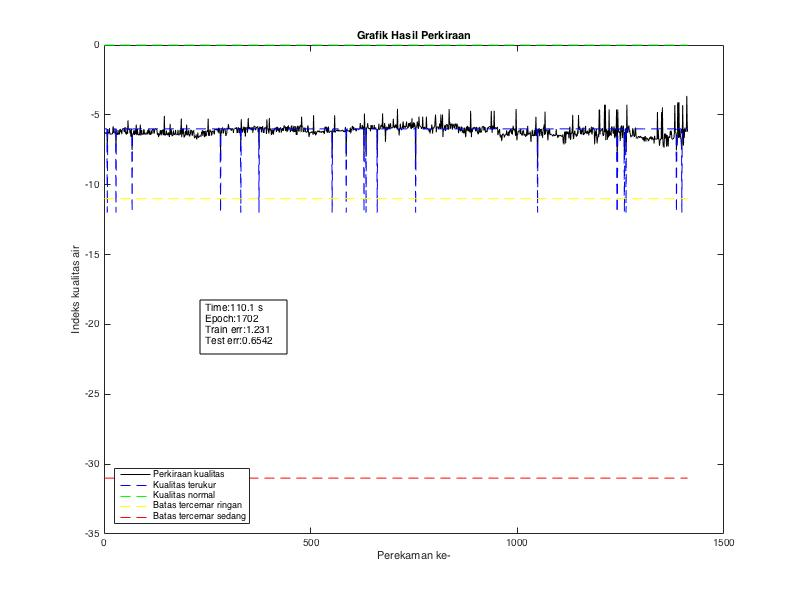 Grafik Hasil Perkiraan
0
-5
-10
-15
-20
-25
-30
-35
Indeks kualitas air
Time:110.1 s
Epoch:1702
Train err:1.231
Test err:0.6542
Perkiraan kualitas
Kualitas terukur
Kualitas normal
Batas tercemar ringan
Batas tercemar sedang
0
500
1000
1500
Perekaman ke-